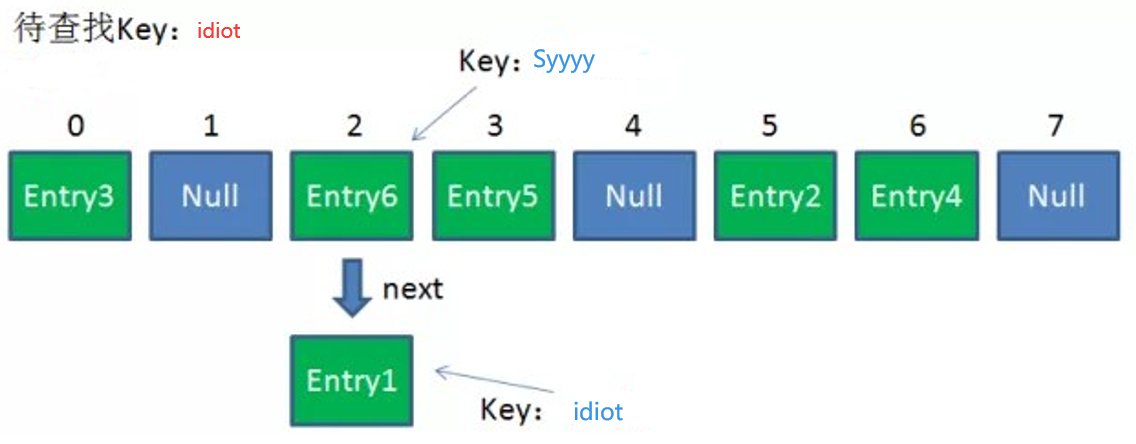 待查找Key：idiot
Key：Syyyy
0 1 2 3 4 5 6 7
Entry3 Null Entry6 Entry5 Null Entry2 Entry4 Null
next
Entry1
Key： idiot